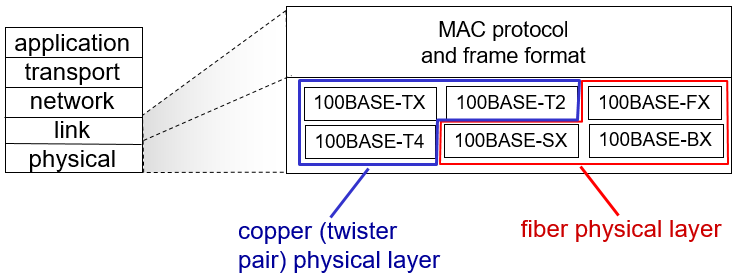 application
transport
network
link
physical
MAC protocol
and frame format
100BASE-TX
100BASE-T2
100BASE-FX
100BASE-T4
100BASE-SX
100BASE-BX
copper (twister
pair) physical layer
fiber physical layer